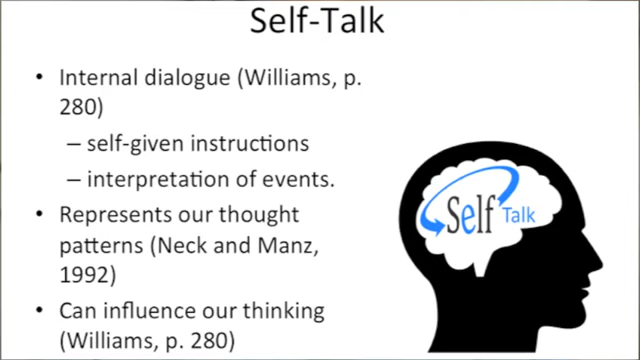 Self-Talk
• Internal dialogue (Williams, p.
280)
– self-given instructions
– interpretation of events.
• Represents our thought
patterns (Neck and Manz,
1992)
• Can influence our thinking
(Williams, p. 280)
Self Talk